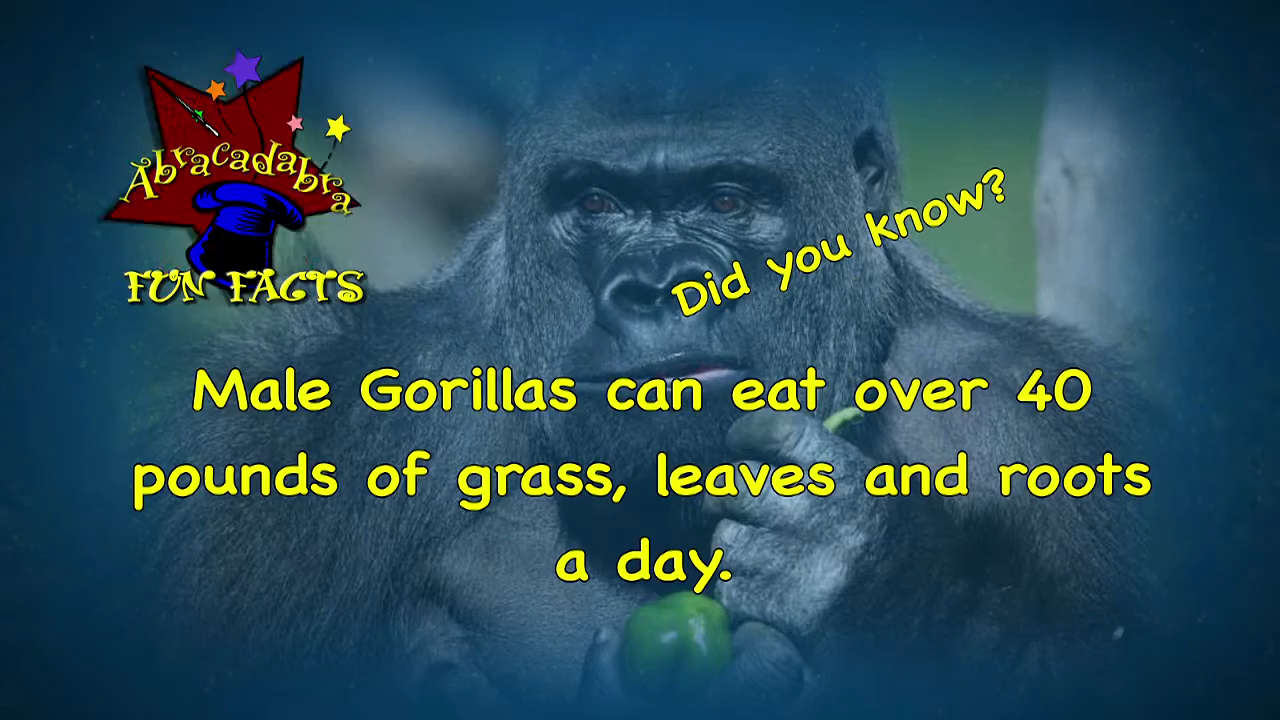 Abracadabra
FUN FACTS
Did you know?
Male Gorillas can eat over 40
pounds of grass, leaves and roots
a day.